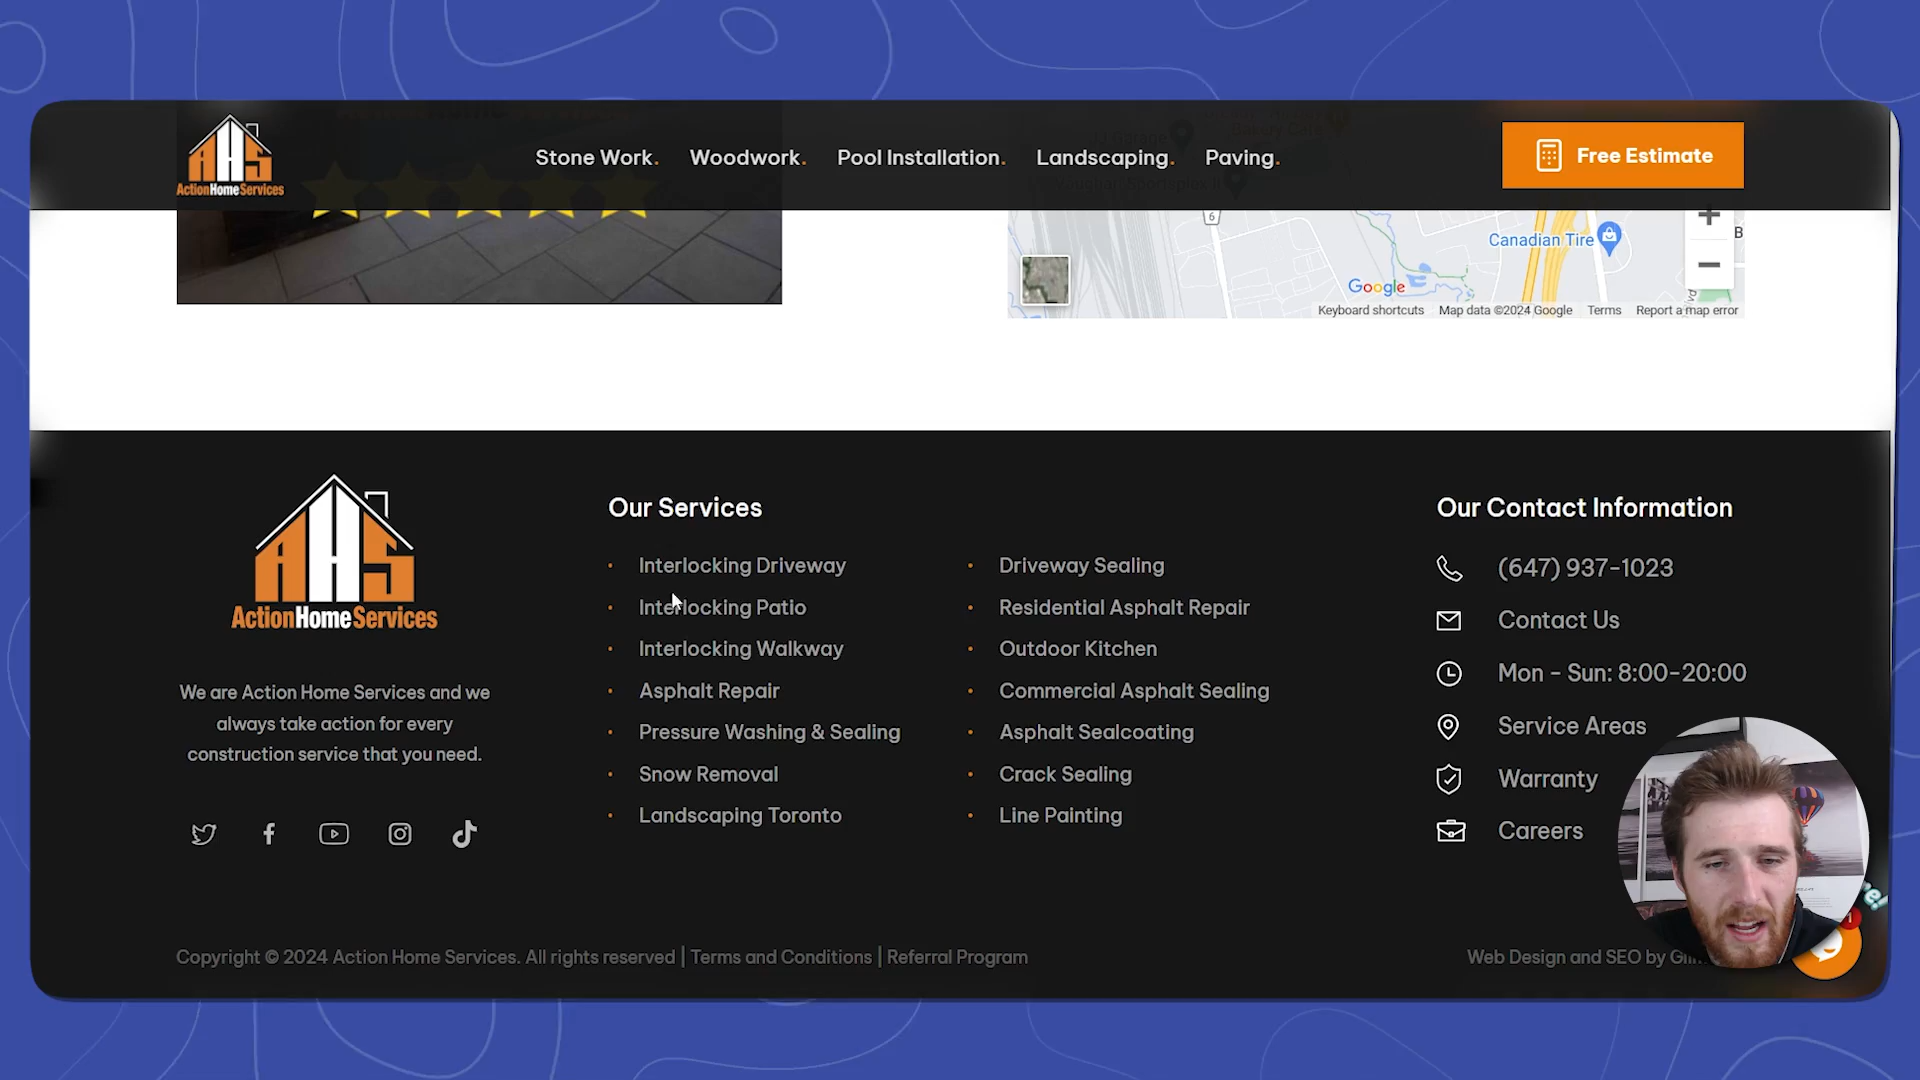 AHS
ActionHomeServices
Stone Work.
Woodwork.
Pool Installation.
Landscaping.
Paving.
Free Estimate
6
Canadian Tire
B
Google
Keyboard shortcuts
Map data ©2024 Google
Terms
Report a map error
AHS
ActionHomeServices
We are Action Home Services and we
always take action for every
construction service that you need.
Our Services
Interlocking Driveway
Interlocking Patio
Interlocking Walkway
Asphalt Repair
Pressure Washing & Sealing
Snow Removal
Landscaping Toronto
Driveway Sealing
Residential Asphalt Repair
Outdoor Kitchen
Commercial Asphalt Sealing
Asphalt Sealcoating
Crack Sealing
Line Painting
Our Contact Information
(647) 937-1023
Contact Us
Mon - Sun: 8:00-20:00
Service Areas
Warranty
Careers
Copyright © 2024 Action Home Services. All rights reserved | Terms and Conditions | Referral Program
Web Design and SEO by
1